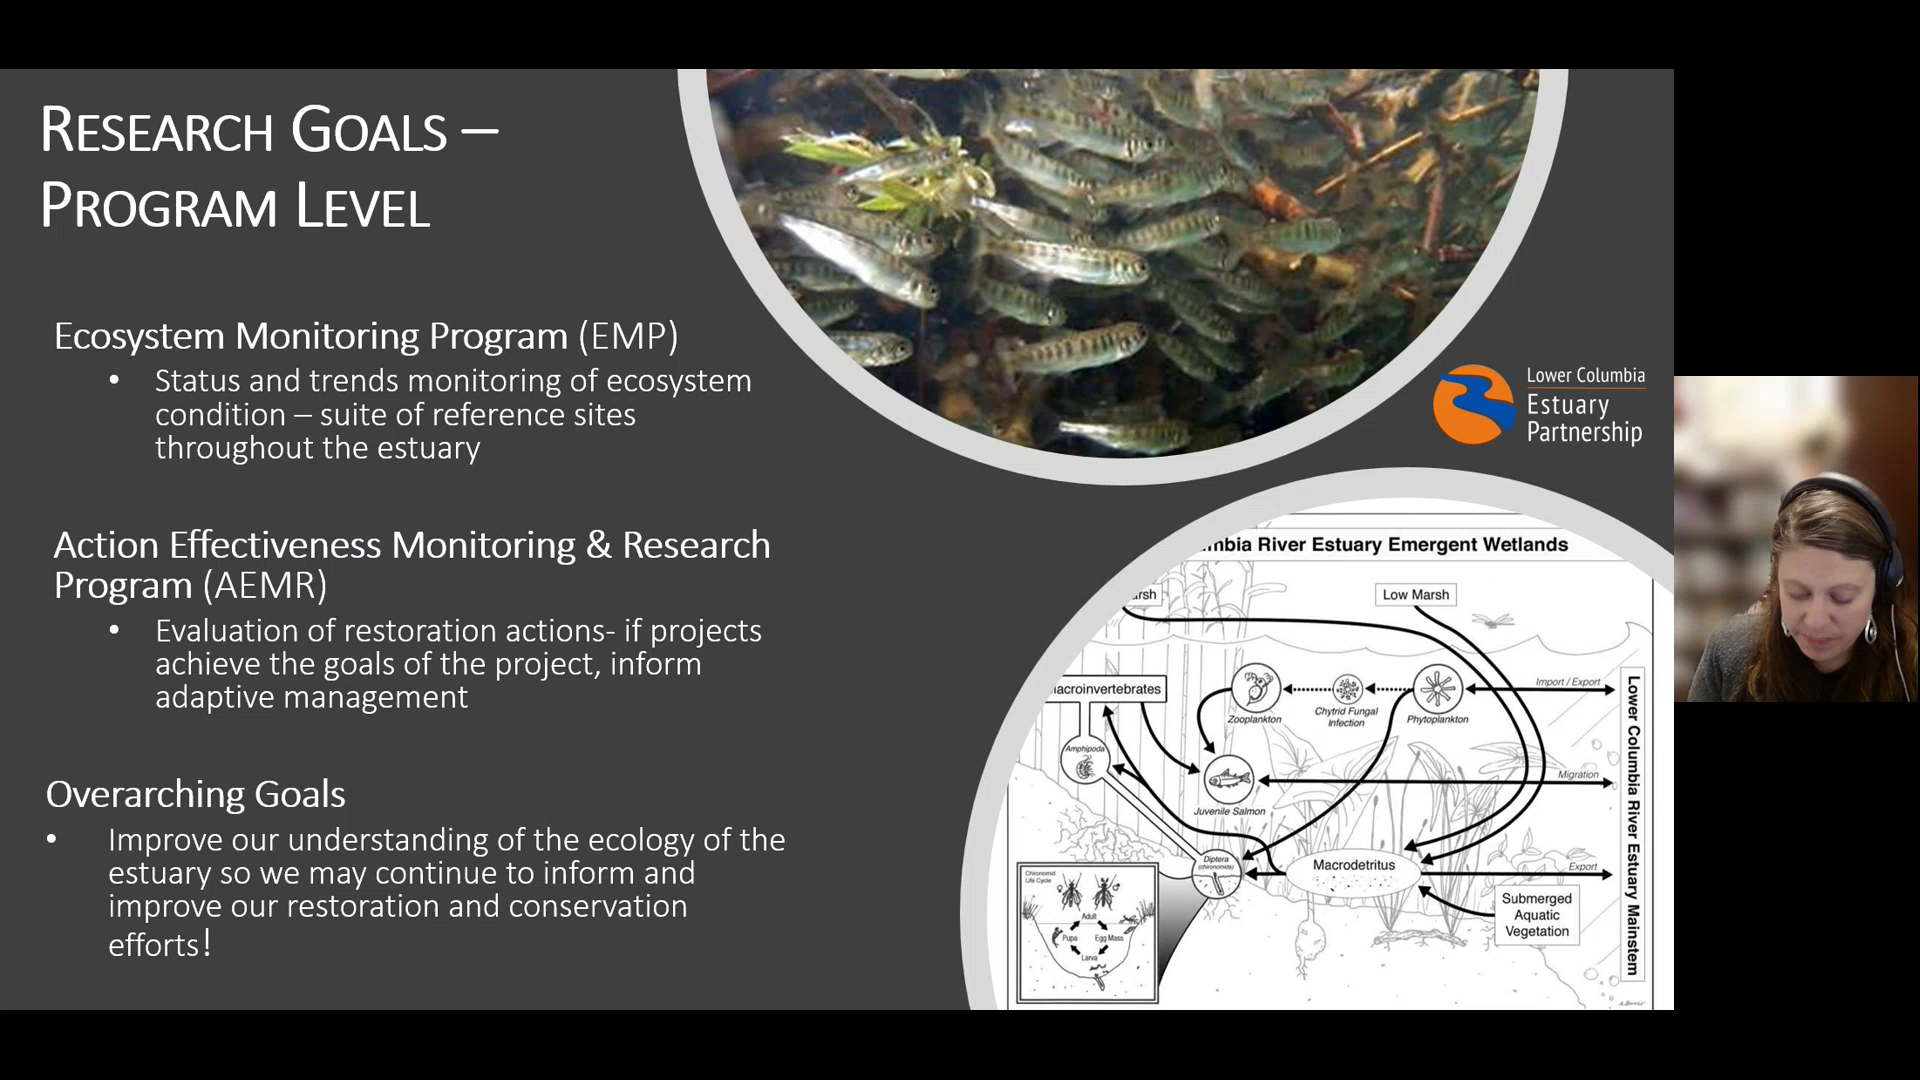 RESEARCH GOALS –
PROGRAM LEVEL
Ecosystem Monitoring Program (EMP)
• Status and trends monitoring of ecosystem
condition – suite of reference sites
throughout the estuary
Action Effectiveness Monitoring & Research
Program (AEMR)
• Evaluation of restoration actions- if projects
achieve the goals of the project, inform
adaptive management
Overarching Goals
• Improve our understanding of the ecology of the
estuary so we may continue to inform and
improve our restoration and conservation
efforts!
Lower Columbia
Estuary
Partnership
mbia River Estuary Emergent Wetlands
arsh
Low Marsh
acroinvertebrates
Zooplankton
Chytrid Fungal
Infection
Phytoplankton
Import / Export
Amphipoda
Juvenile Salmon
Migration
Diptera
(chironomids)
Macrodetritus
Export
Submerged
Aquatic
Vegetation
Lower Columbia River Estuary Mainstem
Chironomid
Life Cycle
Adult
Pupa
Egg Mass
Larva